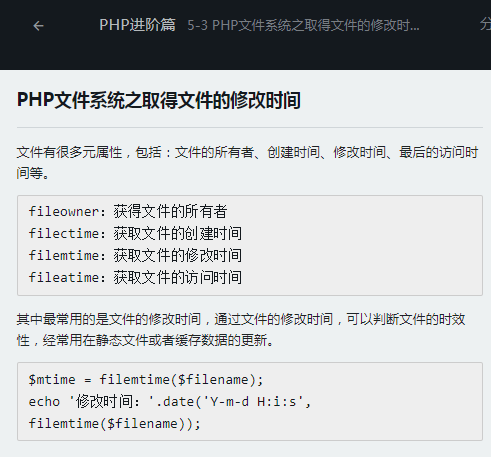 ← PHP进阶篇 5-3 PHP文件系统之取得文件的修改时... 分
PHP文件系统之取得文件的修改时间
文件有很多元属性，包括：文件的所有者、创建时间、修改时间、最后的访问时
间等。
fileowner：获得文件的所有者
filectime：获取文件的创建时间
filemtime：获取文件的修改时间
fileatime：获取文件的访问时间
其中最常用的是文件的修改时间，通过文件的修改时间，可以判断文件的时效
性，经常用在静态文件或者缓存数据的更新。
$mtime = filemtime($filename);
echo '修改时间：'.date('Y-m-d H:i:s',
filemtime($filename));